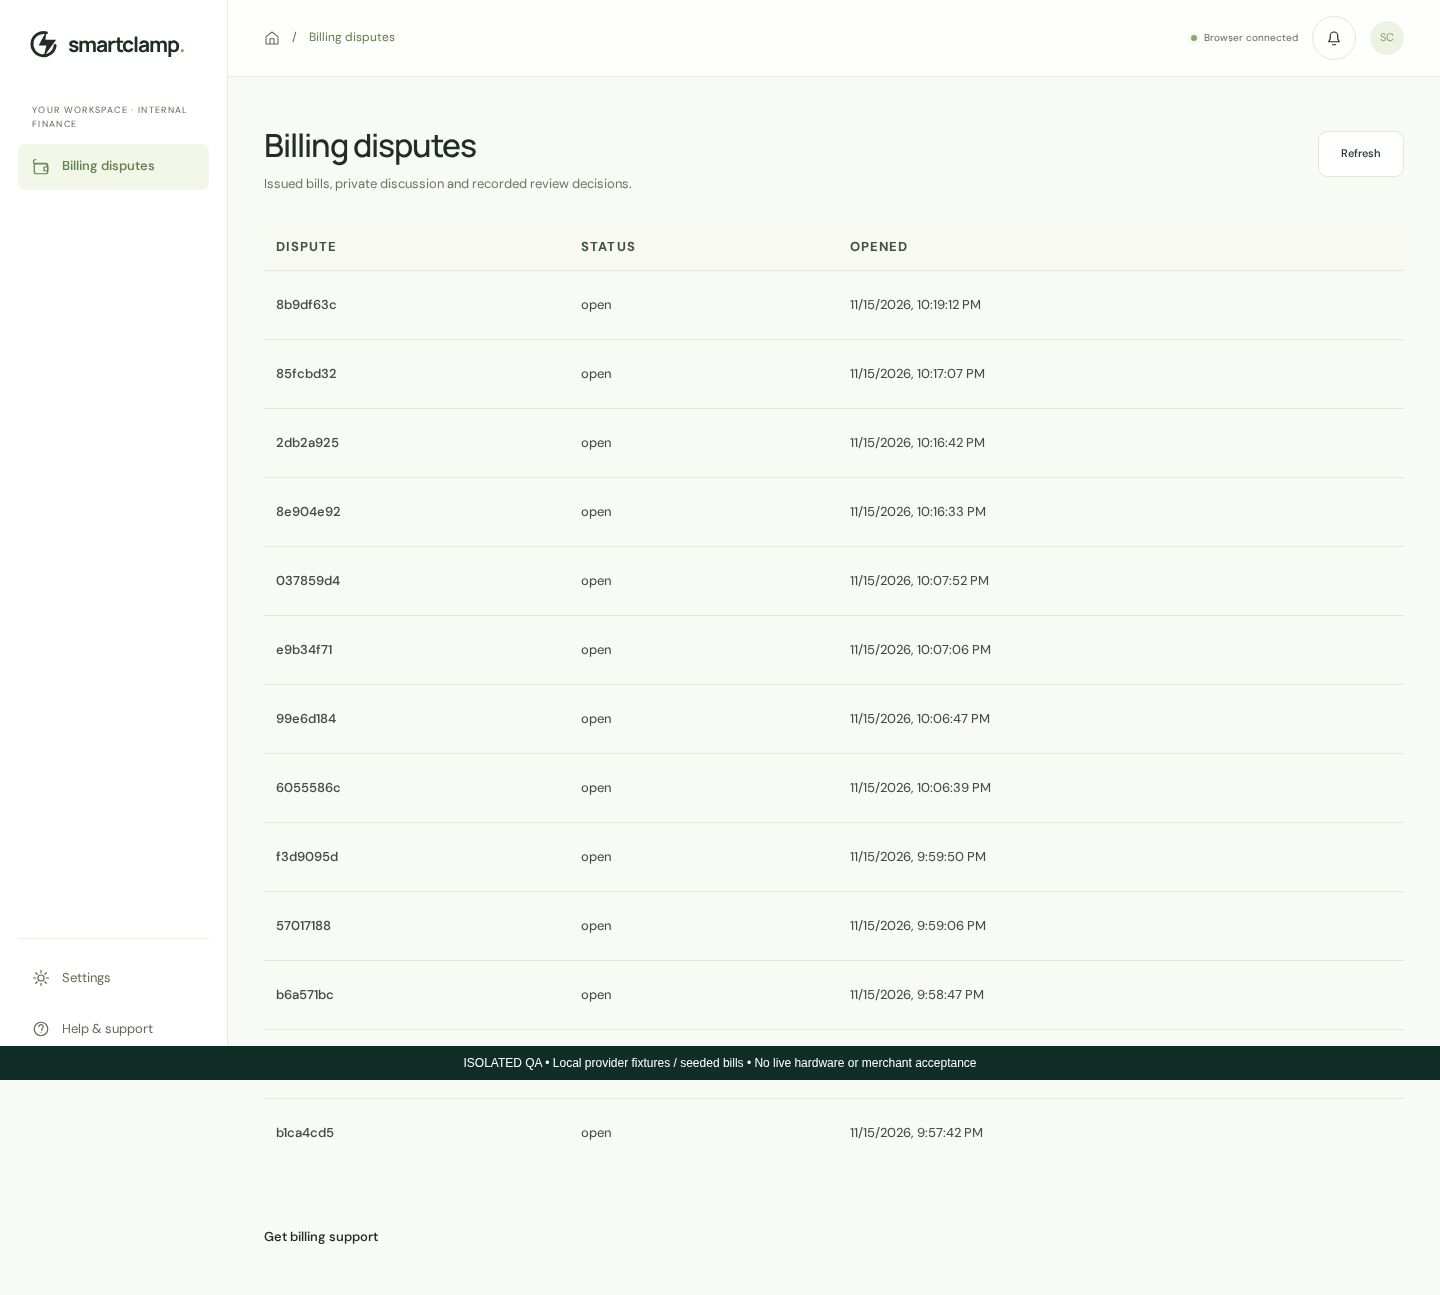 smartclamp.
YOUR WORKSPACE · INTERNAL
FINANCE
Billing disputes
Settings
Help & support
/ Billing disputes
Browser connected
SC
Billing disputes
Issued bills, private discussion and recorded review decisions.
Refresh
DISPUTE STATUS OPENED
8b9df63c open 11/15/2026, 10:19:12 PM
85fcbd32 open 11/15/2026, 10:17:07 PM
2db2a925 open 11/15/2026, 10:16:42 PM
8e904e92 open 11/15/2026, 10:16:33 PM
037859d4 open 11/15/2026, 10:07:52 PM
e9b34f71 open 11/15/2026, 10:07:06 PM
99e6d184 open 11/15/2026, 10:06:47 PM
6055586c open 11/15/2026, 10:06:39 PM
f3d9095d open 11/15/2026, 9:59:50 PM
57017188 open 11/15/2026, 9:59:06 PM
b6a571bc open 11/15/2026, 9:58:47 PM
ISOLATED QA • Local provider fixtures / seeded bills • No live hardware or merchant acceptance
b1ca4cd5 open 11/15/2026, 9:57:42 PM
Get billing support